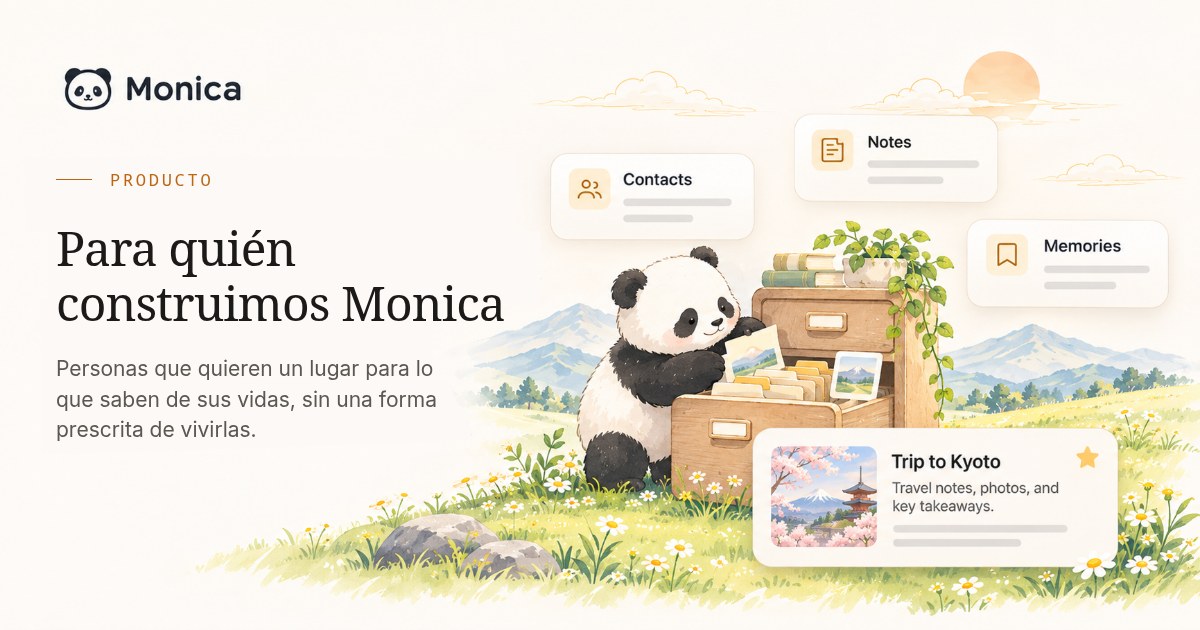 Monica
PRODUCTO
Para quién
construimos Monica
Personas que quieren un lugar para lo
que saben de sus vidas, sin una forma
prescrita de vivirlas.
Contacts
Notes
Memories
Trip to Kyoto
Travel notes, photos, and
key takeaways.